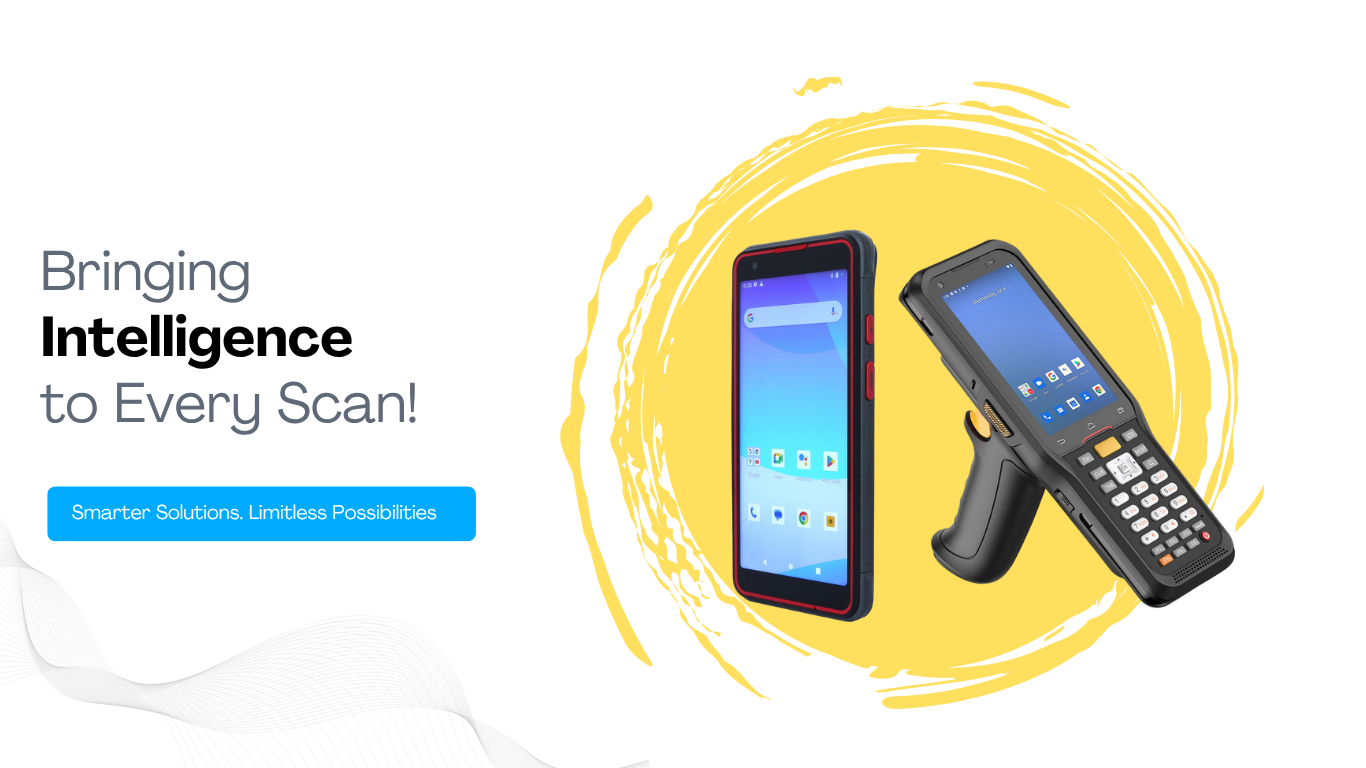 Bringing
Intelligence
to Every Scan!
Smarter Solutions. Limitless Possibilities